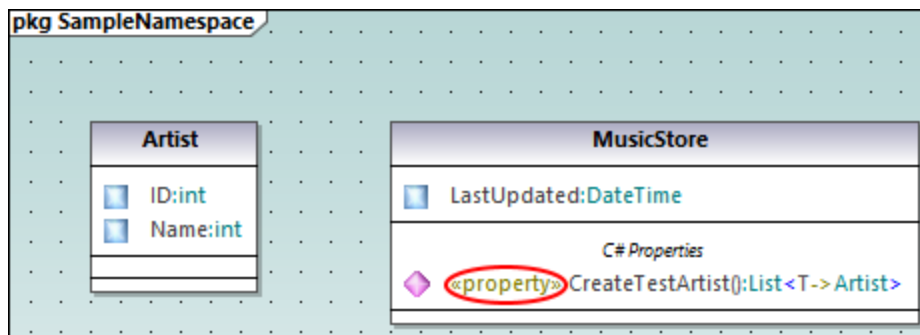 pkg SampleNamespace
Artist
ID:int
Name:int
MusicStore
LastUpdated:DateTime
C# Properties
«property»CreateTestArtist():List<T->Artist>